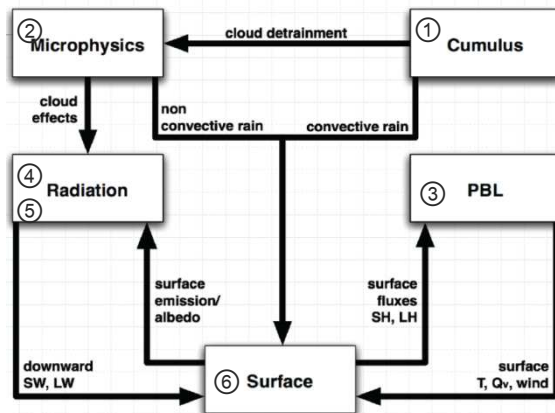 ② Microphysics
cloud detrainment
① Cumulus
cloud
effects
non
convective rain
convective rain
④
Radiation
⑤
③ PBL
surface
emission/
albedo
surface
fluxes
SH, LH
downward
SW, LW
⑥ Surface
surface
T, Qv, wind